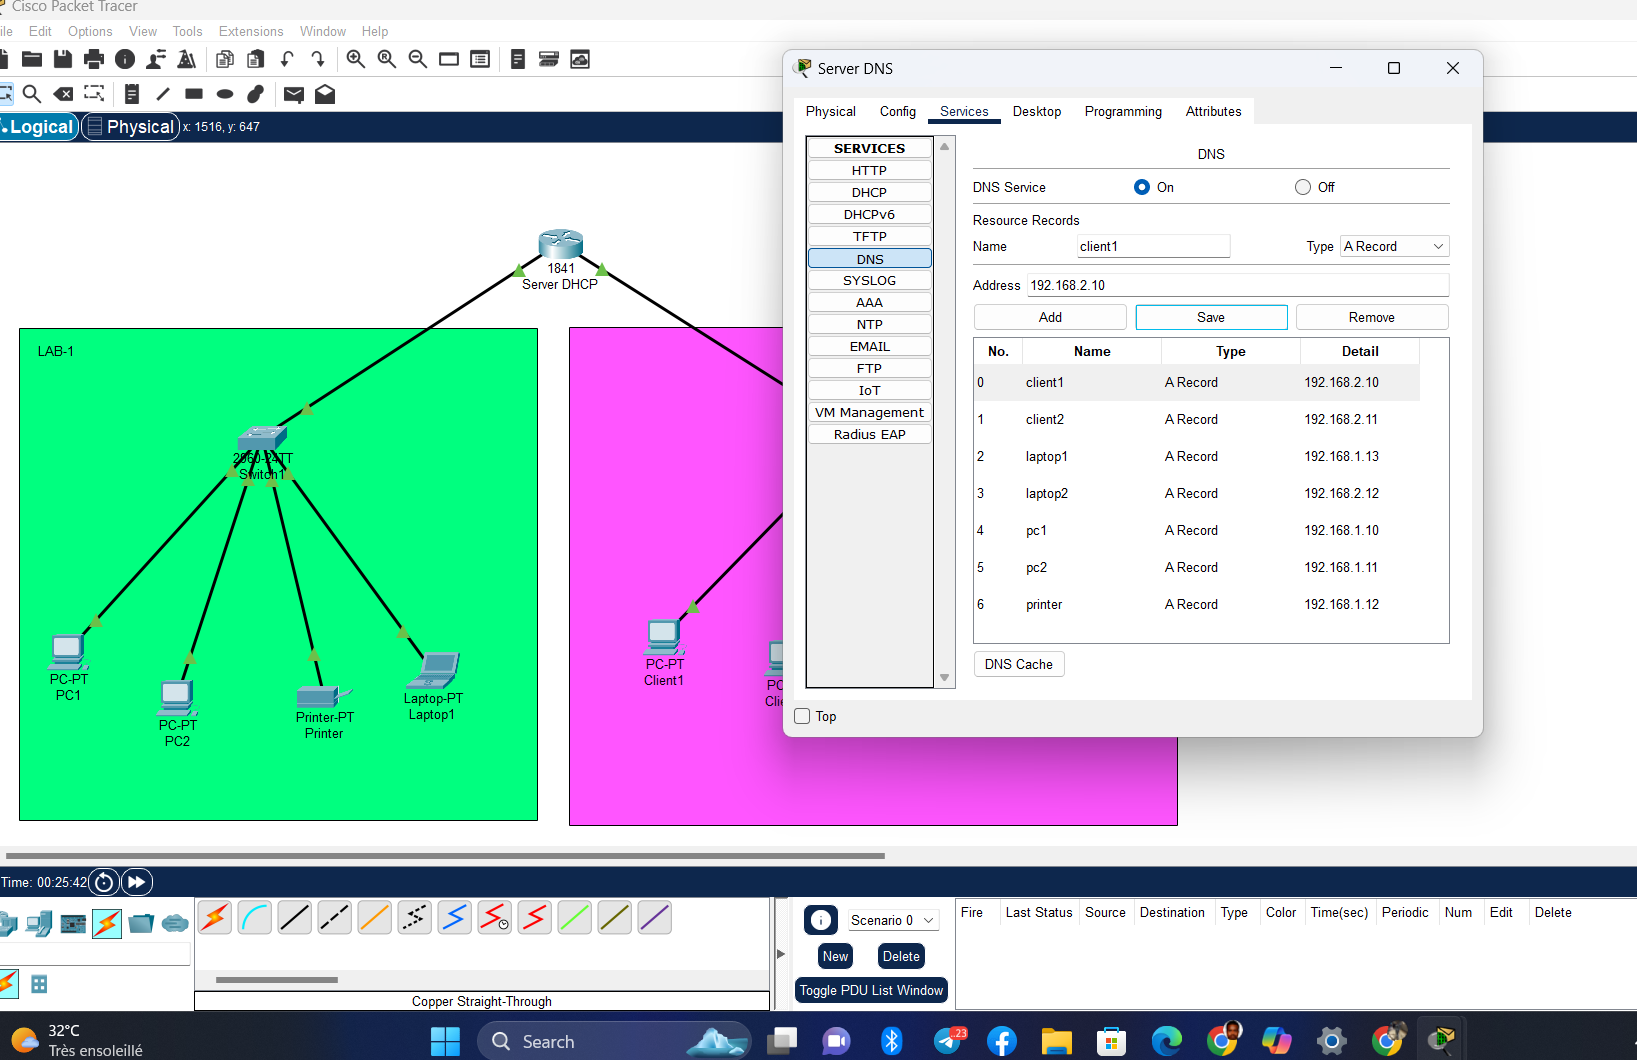 Cisco Packet Tracer
ile Edit Options View Tools Extensions Window Help
Logical Physical x: 1516, y: 647
LAB-1
1841
Server DHCP
2960-24TT
Switch1
PC-PT
PC1
PC-PT
PC2
Printer-PT
Printer
Laptop-PT
Laptop1
PC-PT
Client1
PC
Clie
Server DNS
Physical Config Services Desktop Programming Attributes
SERVICES
HTTP
DHCP
DHCPv6
TFTP
DNS
SYSLOG
AAA
NTP
EMAIL
FTP
IoT
VM Management
Radius EAP
DNS
DNS Service On Off
Resource Records
Name client1 Type A Record
Address 192.168.2.10
Add Save Remove
No. Name Type Detail
0 client1 A Record 192.168.2.10
1 client2 A Record 192.168.2.11
2 laptop1 A Record 192.168.1.13
3 laptop2 A Record 192.168.2.12
4 pc1 A Record 192.168.1.10
5 pc2 A Record 192.168.1.11
6 printer A Record 192.168.1.12
DNS Cache
Top
Time: 00:25:42
Copper Straight-Through
Scenario 0
New Delete
Toggle PDU List Window
Fire Last Status Source Destination Type Color Time(sec) Periodic Num Edit Delete
32°C
Très ensoleillé
Search
23